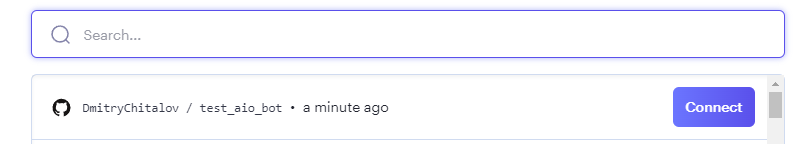 Search...
DmitryChitalov / test_aio_bot • a minute ago Connect